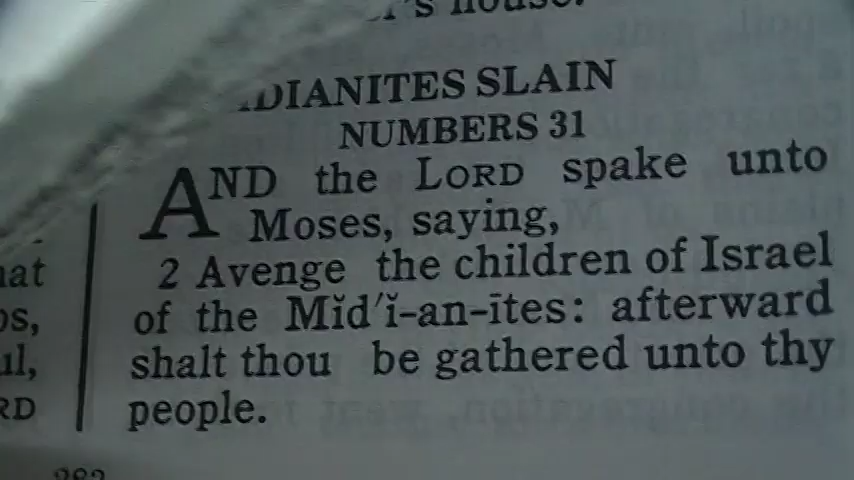 's house.
DIANITES SLAIN
NUMBERS 31
AND the LORD spake unto
Moses, saying,
2 Avenge the children of Israel
of the Mĭd′ĭ-an-ītes: afterward
shalt thou be gathered unto thy
people.